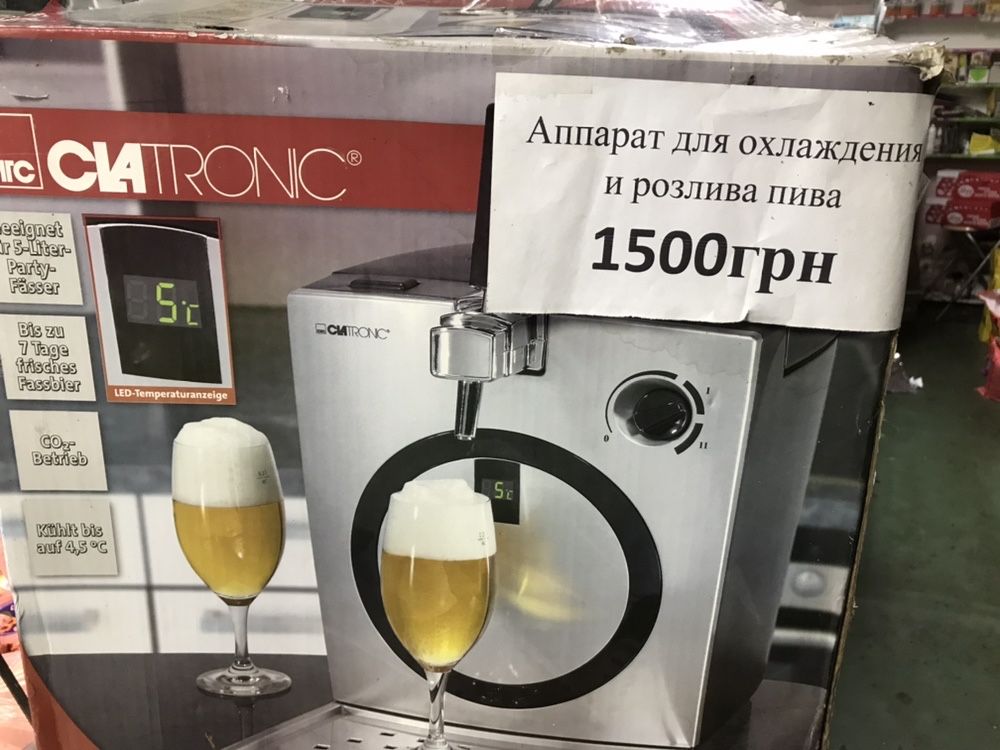 CLATRONIC®
Аппарат для охлаждения
и розлива пива
1500грн
5-Liter-
Party-
Fässer
5°C
LED-Temperaturanzeige
Bis zu
7 Tage
frisches
Fassbier
CO₂-
Betrieb
Kühlt bis
auf 4,5 °C
CLATRONIC®
0
I
II
5°C